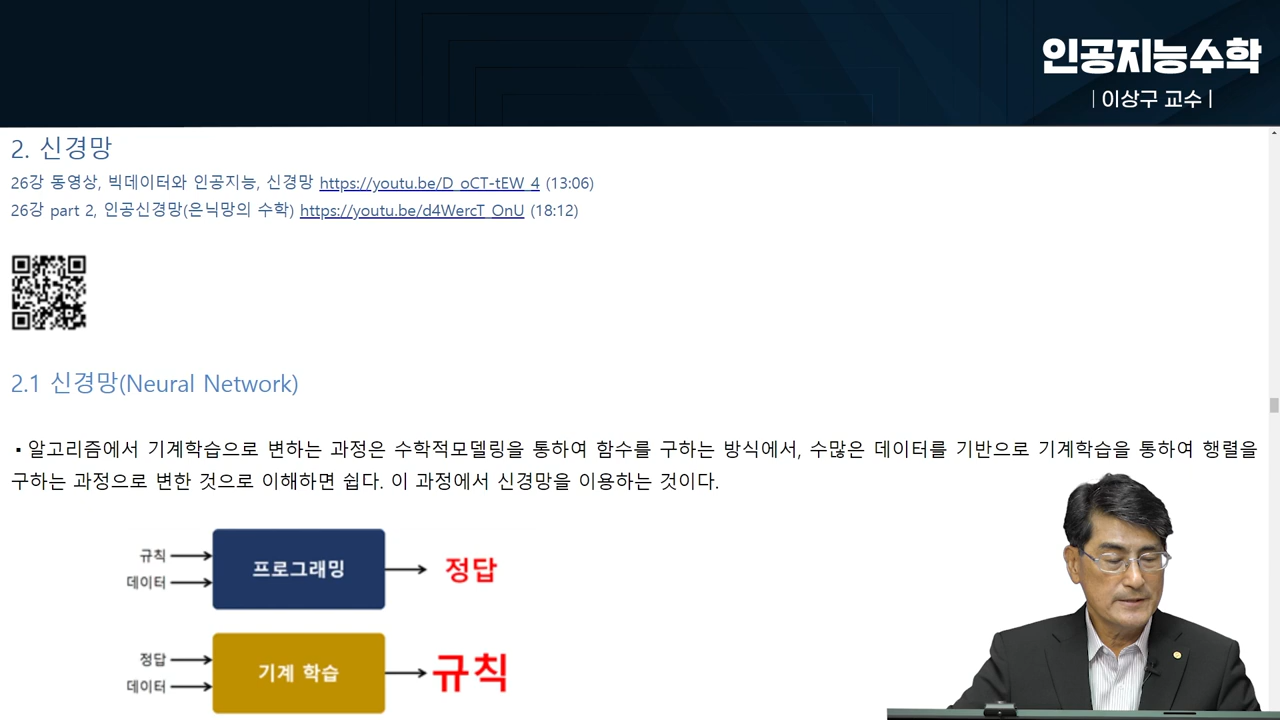 인공지능수학
| 이상구 교수 |
2. 신경망
26강 동영상, 빅데이터와 인공지능, 신경망 https://youtu.be/D_oCT-tEW_4 (13:06)
26강 part 2, 인공신경망(은닉망의 수학) https://youtu.be/d4WercT_OnU (18:12)
2.1 신경망(Neural Network)
▪ 알고리즘에서 기계학습으로 변하는 과정은 수학적모델링을 통하여 함수를 구하는 방식에서, 수많은 데이터를 기반으로 기계학습을 통하여 행렬을
구하는 과정으로 변한 것으로 이해하면 쉽다. 이 과정에서 신경망을 이용하는 것이다.
규칙
데이터
프로그래밍
정답
정답
데이터
기계 학습
규칙